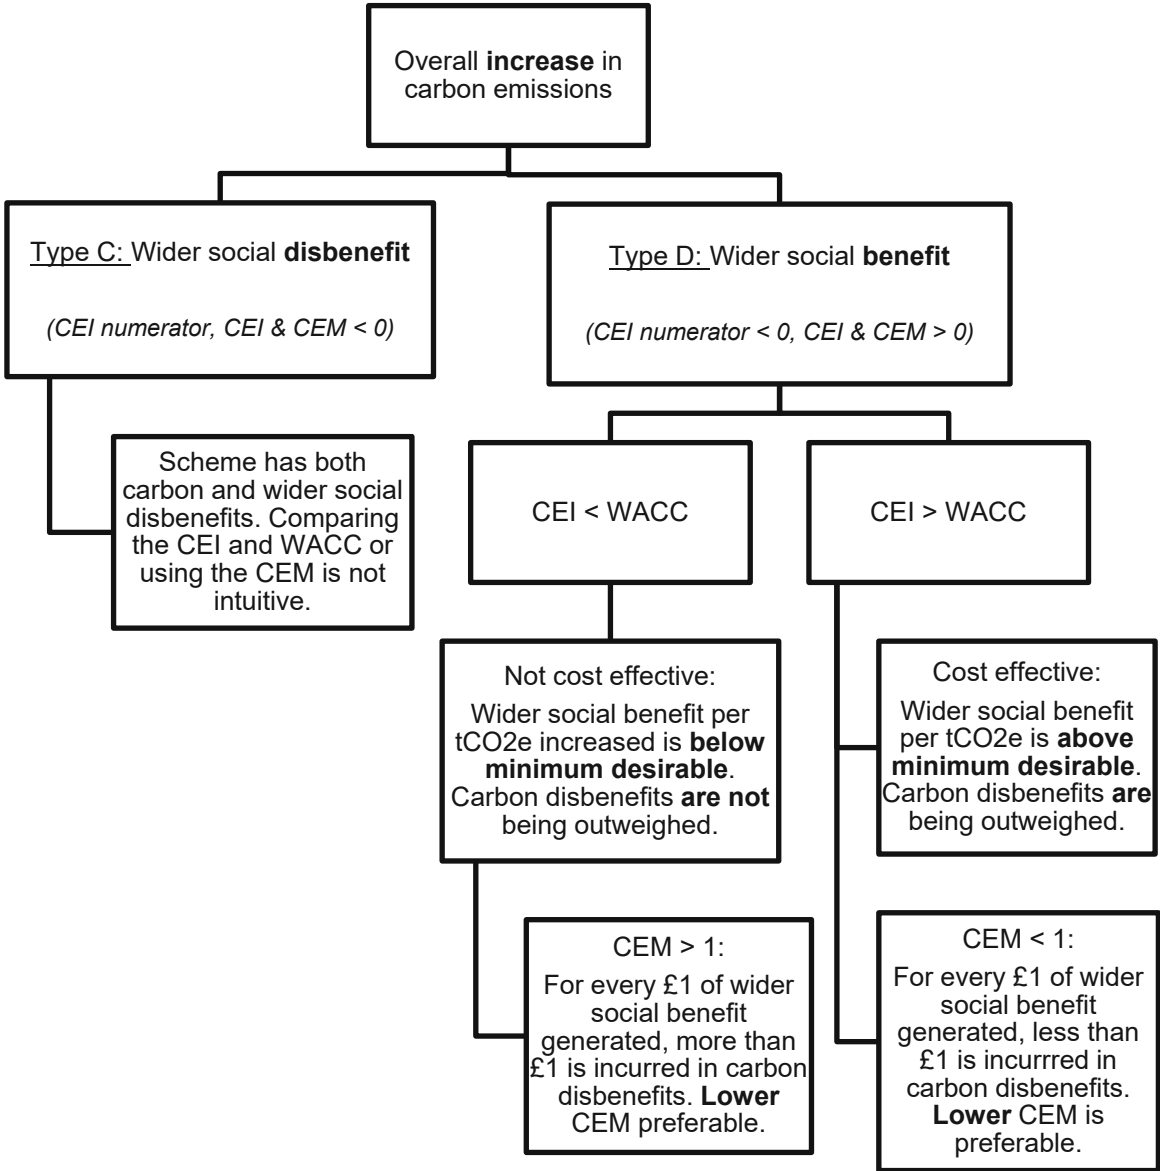 Overall increase in
carbon emissions
Type C: Wider social disbenefit
(CEI numerator, CEI & CEM < 0)
Type D: Wider social benefit
(CEI numerator < 0, CEI & CEM > 0)
Scheme has both
carbon and wider social
disbenefits. Comparing
the CEI and WACC or
using the CEM is not
intuitive.
CEI < WACC
CEI > WACC
Not cost effective:
Wider social benefit per
tCO2e increased is below
minimum desirable.
Carbon disbenefits are not
being outweighed.
Cost effective:
Wider social benefit
per tCO2e is above
minimum desirable.
Carbon disbenefits are
being outweighed.
CEM > 1:
For every £1 of wider
social benefit
generated, more than
£1 is incurred in carbon
disbenefits. Lower
CEM preferable.
CEM < 1:
For every £1 of wider
social benefit
generated, less than
£1 is incurrred in
carbon disbenefits.
Lower CEM is
preferable.